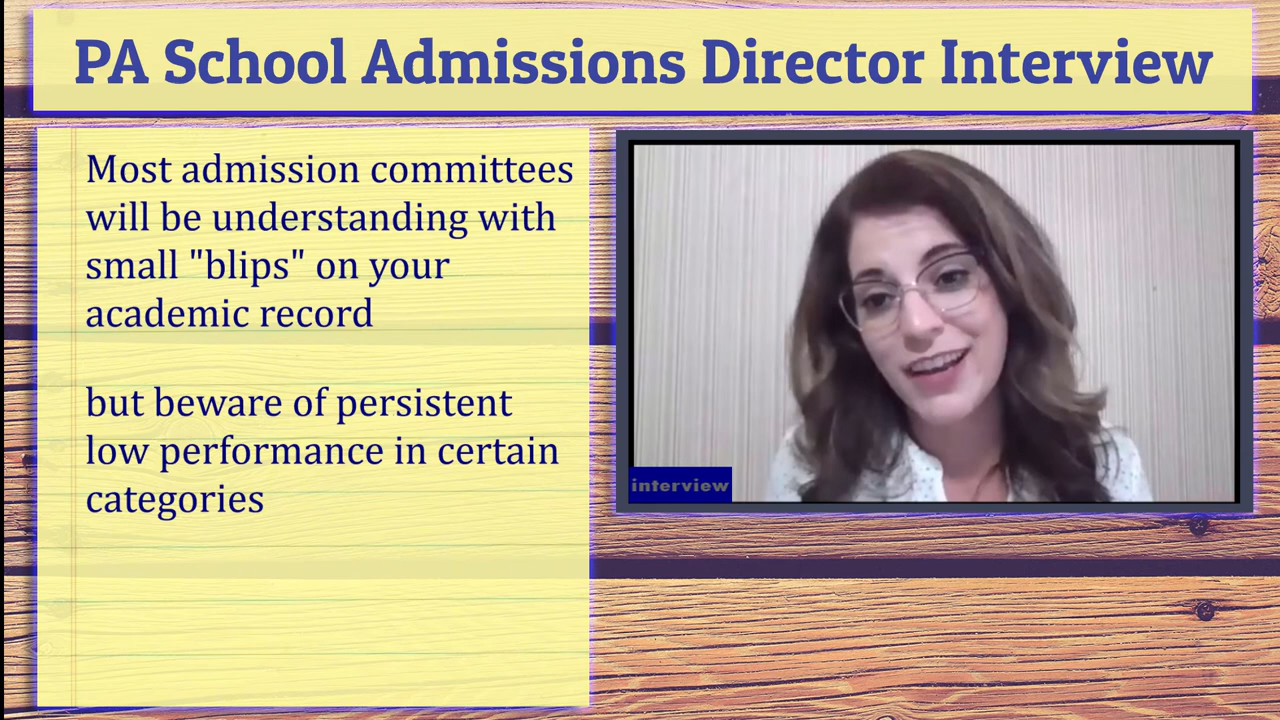 PA School Admissions Director Interview
Most admission committees
will be understanding with
small "blips" on your
academic record
but beware of persistent
low performance in certain
categories
interview